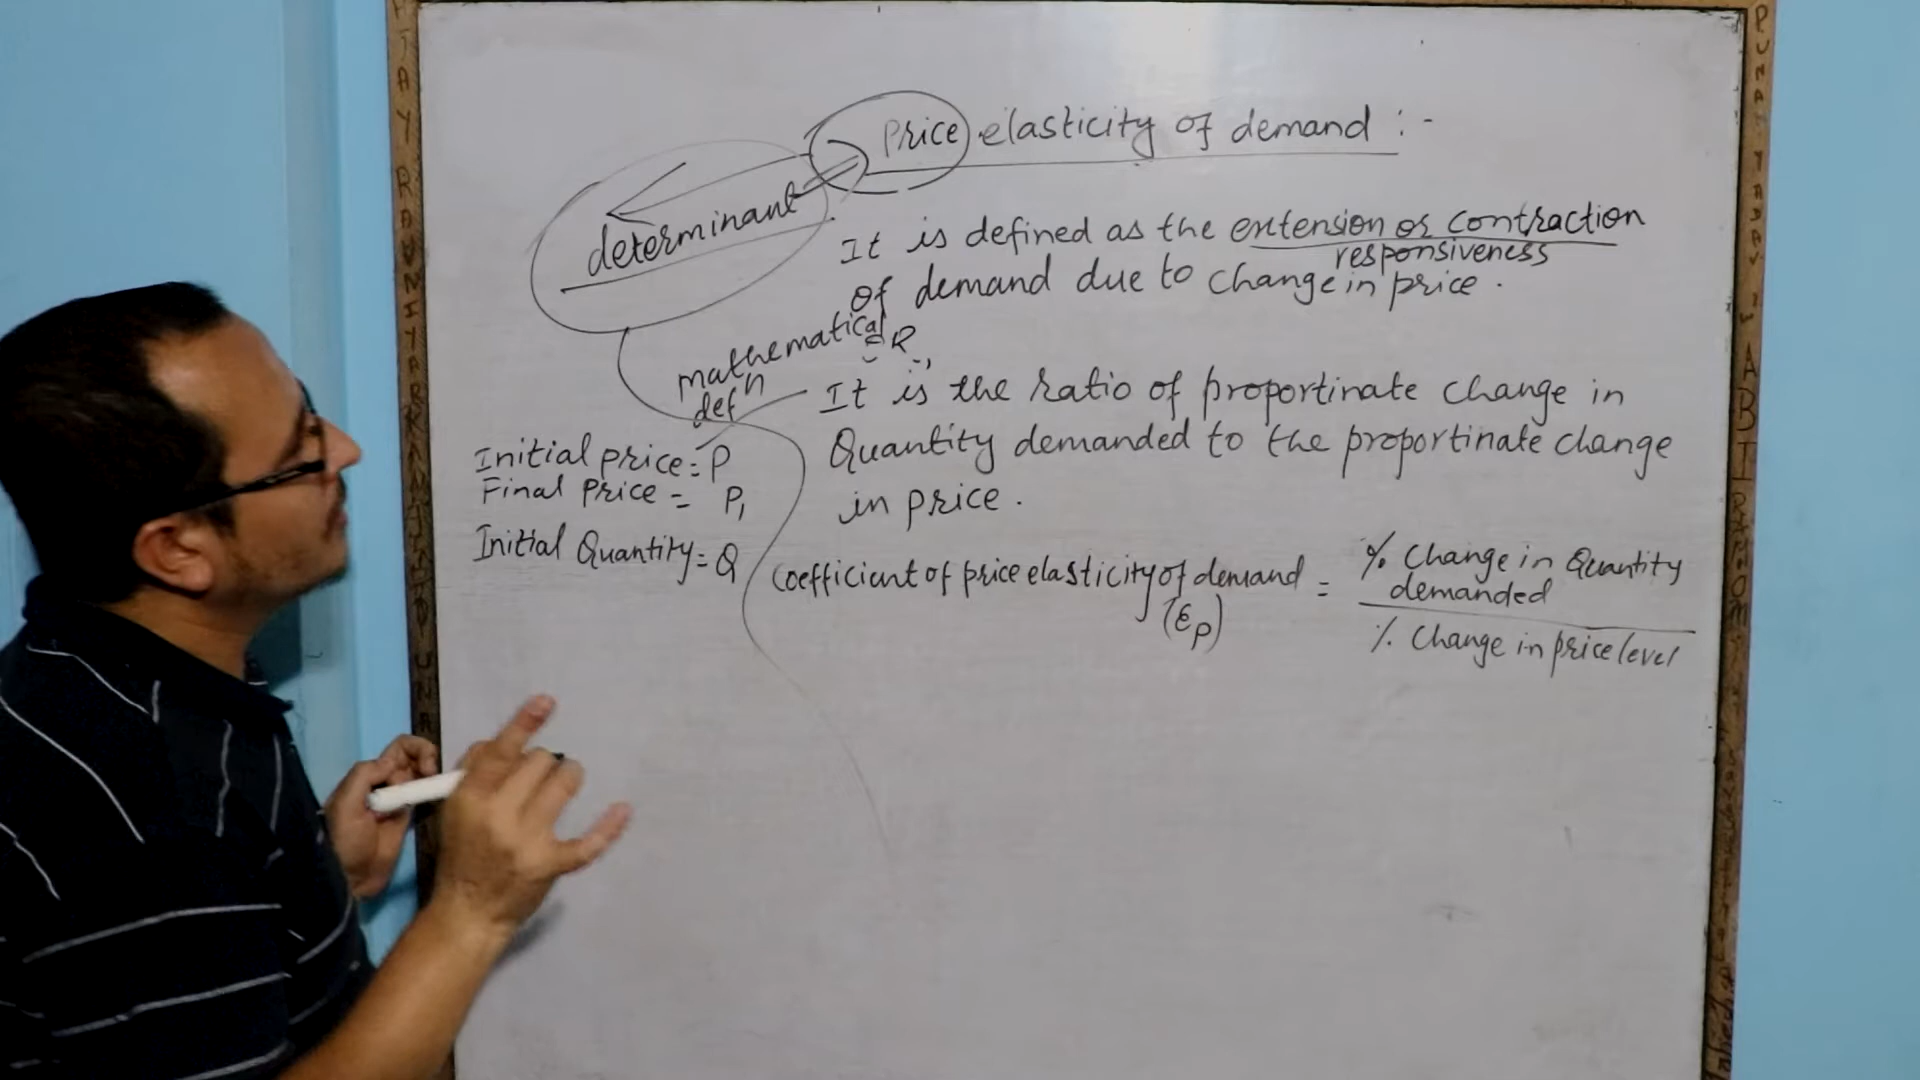 Price elasticity of demand :-
determinant
It is defined as the extension or contraction
responsiveness
of demand due to change in price.
mathematical
defn
OR
It is the ratio of proportinate change in
Quantity demanded to the proportinate change
in price.
Initial price = P
Final Price = P₁
Initial Quantity = Q
Coefficient of price elasticity of demand = % Change in Quantity
demanded
(Ep)
% Change in price level